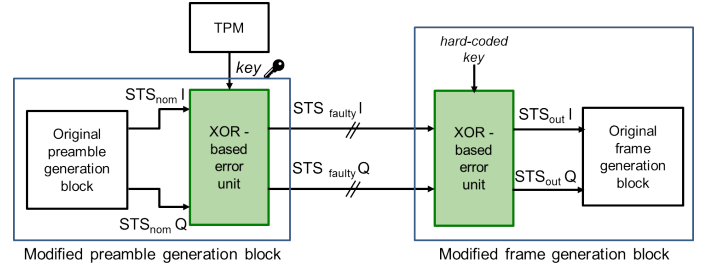 TPM
key
hard-coded
key
STSnom I
STSnom Q
Original
preamble
generation
block
XOR -
based
error
unit
STS faulty I
STS faulty Q
XOR -
based
error
unit
STSout I
STSout Q
Original
frame
generation
block
Modified preamble generation block
Modified frame generation block